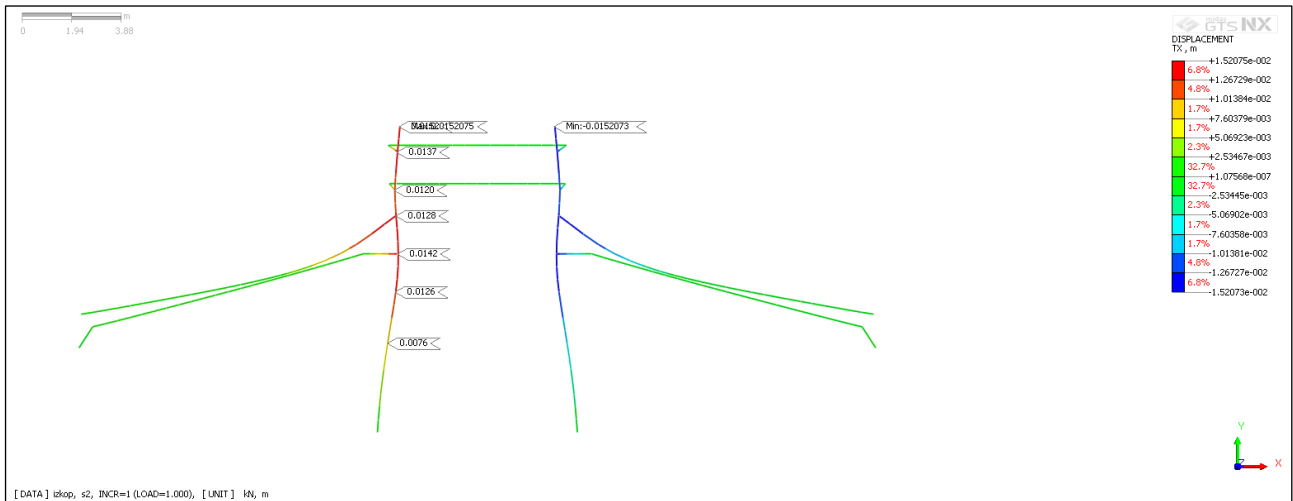 m
0 1.94 3.88
midas
GTS NX
DISPLACEMENT
TX , m
+1.52075e-002
6.8%
+1.26729e-002
4.8%
+1.01384e-002
1.7%
+7.60379e-003
1.7%
+5.06923e-003
2.3%
+2.53467e-003
32.7%
+1.07568e-007
32.7%
-2.53445e-003
2.3%
-5.06902e-003
1.7%
-7.60358e-003
1.7%
-1.01381e-002
4.8%
-1.26727e-002
6.8%
-1.52073e-002
Min:-0.0152073
0.0137
0.0120
0.0128
0.0142
0.0126
0.0076
Y
Z
X
[ DATA ] izkop, s2, INCR=1 (LOAD=1.000), [ UNIT ] kN, m